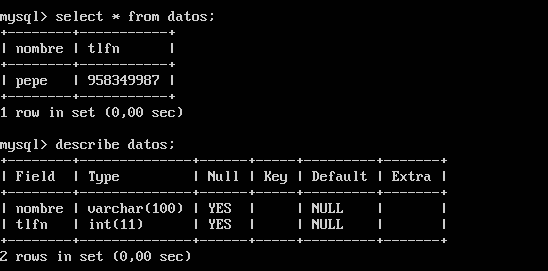 mysql> select * from datos;
+--------+-----------+
| nombre | tlfn      |
+--------+-----------+
| pepe   | 958349987 |
+--------+-----------+
1 row in set (0,00 sec)
mysql> describe datos;
+--------+--------------+------+-----+---------+-------+
| Field  | Type         | Null | Key | Default | Extra |
+--------+--------------+------+-----+---------+-------+
| nombre | varchar(100) | YES  |     | NULL    |       |
| tlfn   | int(11)      | YES  |     | NULL    |       |
+--------+--------------+------+-----+---------+-------+
2 rows in set (0,00 sec)